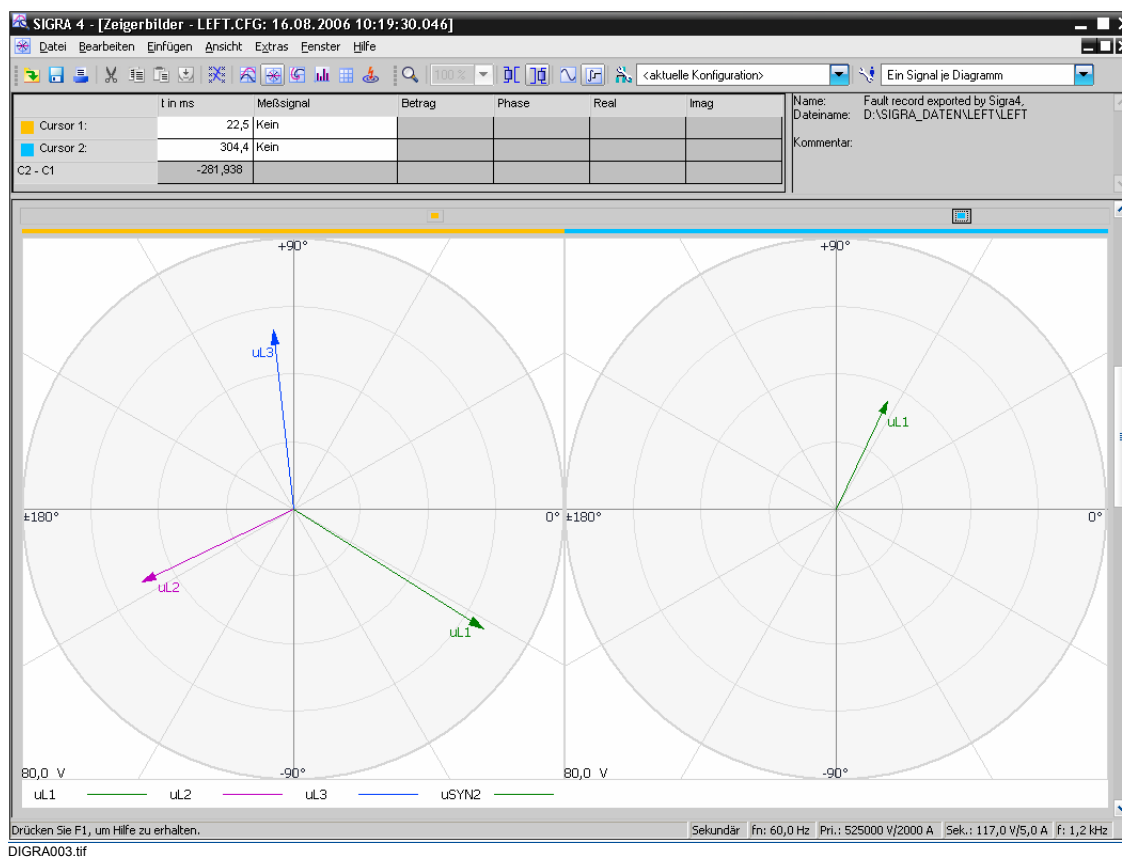 SIGRA 4 - [Zeigerbilder - LEFT.CFG: 16.08.2006 10:19:30.046]
Datei Bearbeiten Einfügen Ansicht Extras Fenster Hilfe
100 % <aktuelle Konfiguration> Ein Signal je Diagramm
t in ms Meßsignal Betrag Phase Real Imag
Cursor 1: 22,5 Kein
Cursor 2: 304,4 Kein
C2 - C1 -281,938
Name: Fault record exported by Sigra4,
Dateiname: D:\SIGRA_DATEN\LEFT\LEFT
Kommentar:
+90° +90°
uL3
uL1
±180° 0° ±180° 0°
uL2
uL1
80,0 V -90° 80,0 V -90°
uL1 uL2 uL3 uSYN2
Drücken Sie F1, um Hilfe zu erhalten. Sekundär fn: 60,0 Hz Pri.: 525000 V/2000 A Sek.: 117,0 V/5,0 A f: 1,2 kHz
DIGRA003.tif